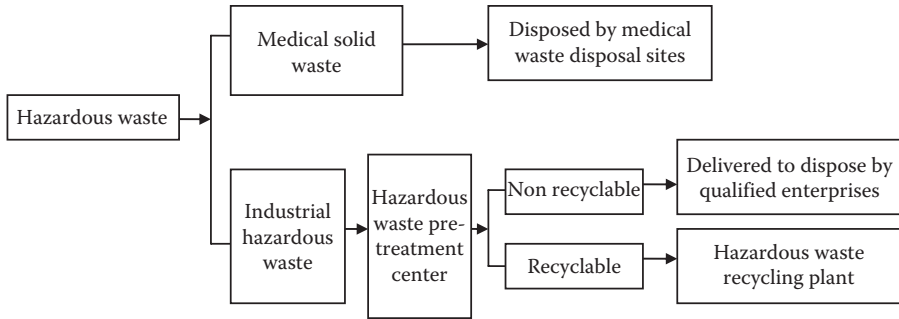 Medical solid
waste
Disposed by medical
waste disposal sites
Hazardous waste
Industrial
hazardous
waste
Hazardous
waste pre-
treatment
center
Non recyclable
Delivered to dispose by
qualified enterprises
Recyclable
Hazardous waste
recycling plant